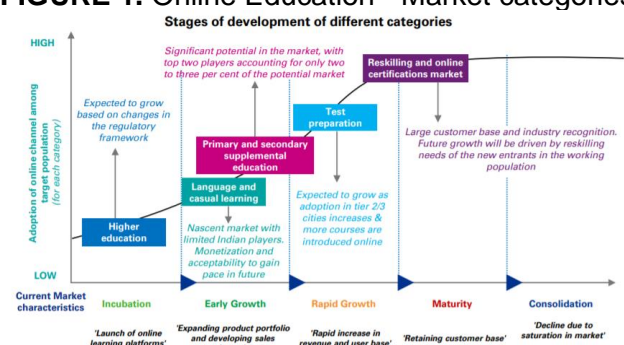 FIGURE 1: Online Education - Market categories
Stages of development of different categories
HIGH
Adoption of online channel among
target population
(for each category)
LOW
Expected to grow
based on changes in
the regulatory
framework
Higher
education
Significant potential in the market, with
top two players accounting for only two
to three per cent of the potential market
Primary and secondary
supplemental
education
Language and
casual learning
Nascent market with
limited Indian players.
Monetization and
acceptability to gain
pace in future
Test
preparation
Expected to grow as
adoption in tier 2/3
cities increases &
more courses are
introduced online
Reskilling and online
certifications market
Large customer base and industry recognition.
Future growth will be driven by reskilling
needs of the new entrants in the working
population
Current Market
characteristics
Incubation
Early Growth
Rapid Growth
Maturity
Consolidation
'Launch of online
learning platforms'
'Expanding product portfolio
and developing sales
'Rapid increase in
revenue and user base'
'Retaining customer base'
'Decline due to
saturation in market'